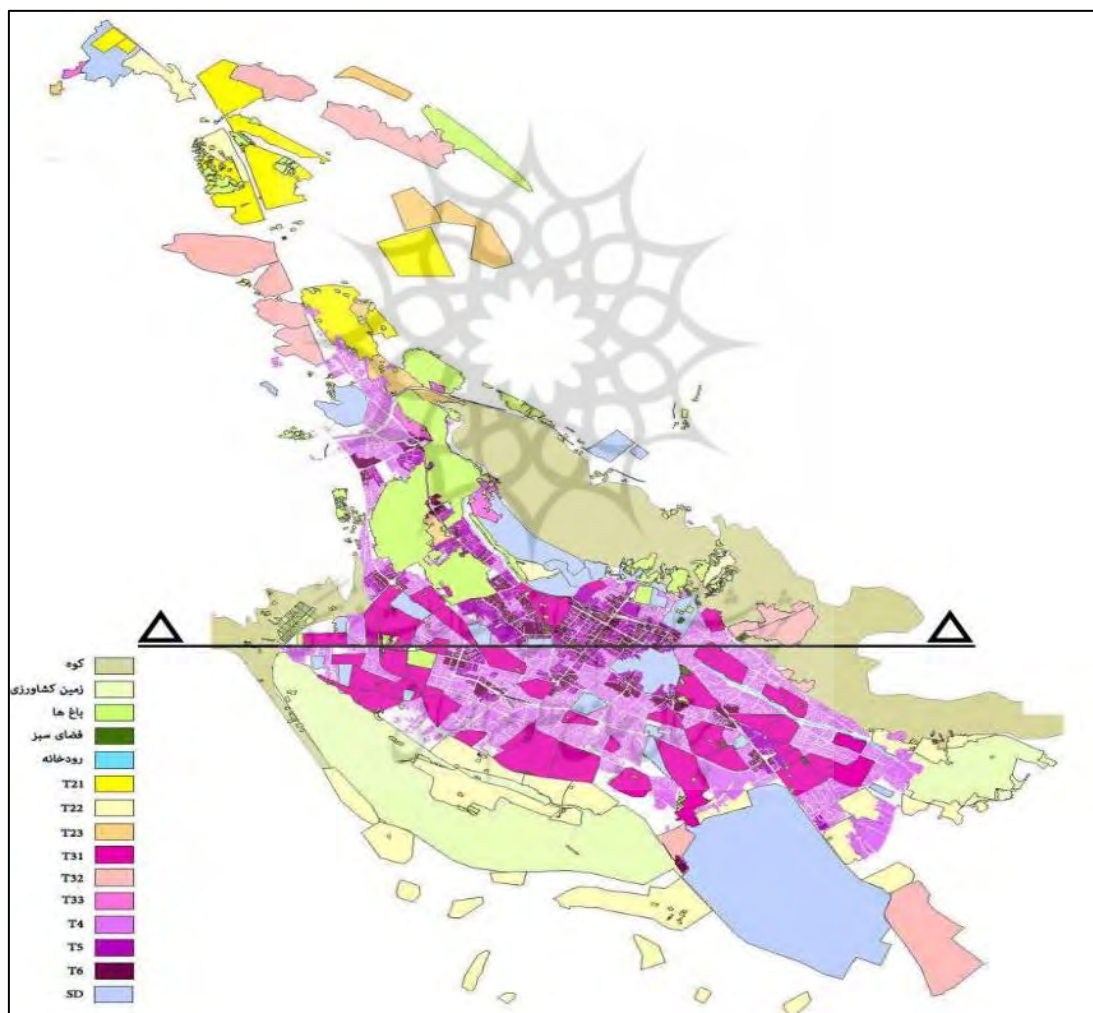 کوه
زمین کشاورزی
باغ ها
فضای سبز
رودخانه
T21
T22
T23
T31
T32
T33
T4
T5
T6
SD